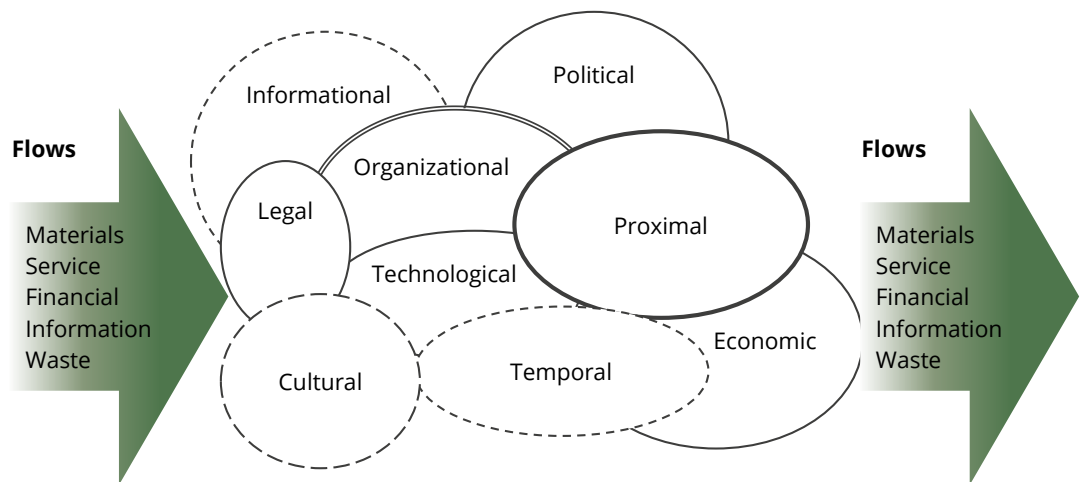 Flows
Materials
Service
Financial
Information
Waste
Informational
Political
Organizational
Legal
Proximal
Technological
Economic
Cultural
Temporal
Flows
Materials
Service
Financial
Information
Waste